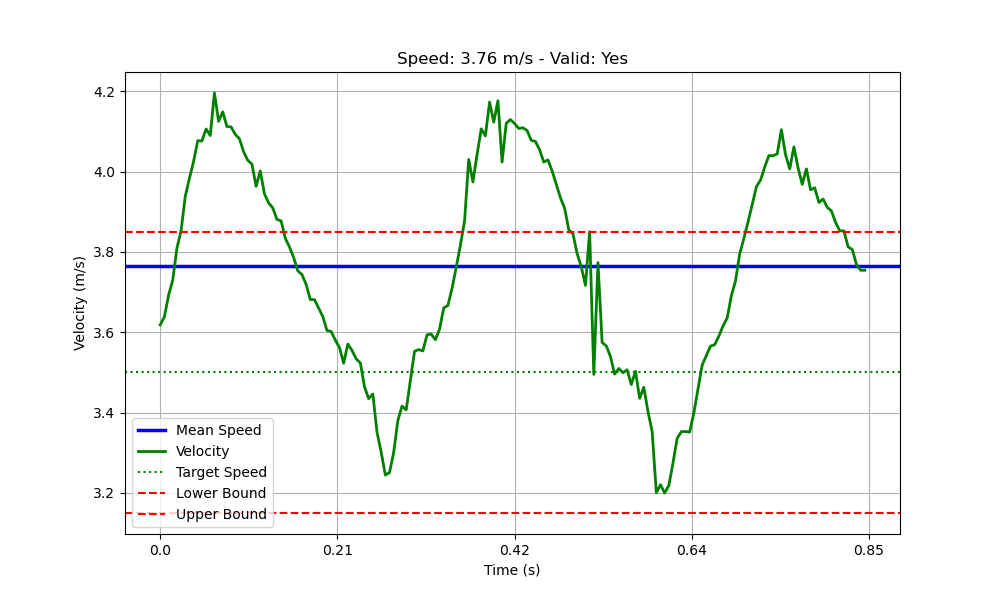 Speed: 3.76 m/s - Valid: Yes
4.2
4.0
3.8
3.6
3.4
3.2
Velocity (m/s)
Mean Speed
Velocity
Target Speed
Lower Bound
Upper Bound
0.0 0.21 0.42 0.64 0.85
Time (s)